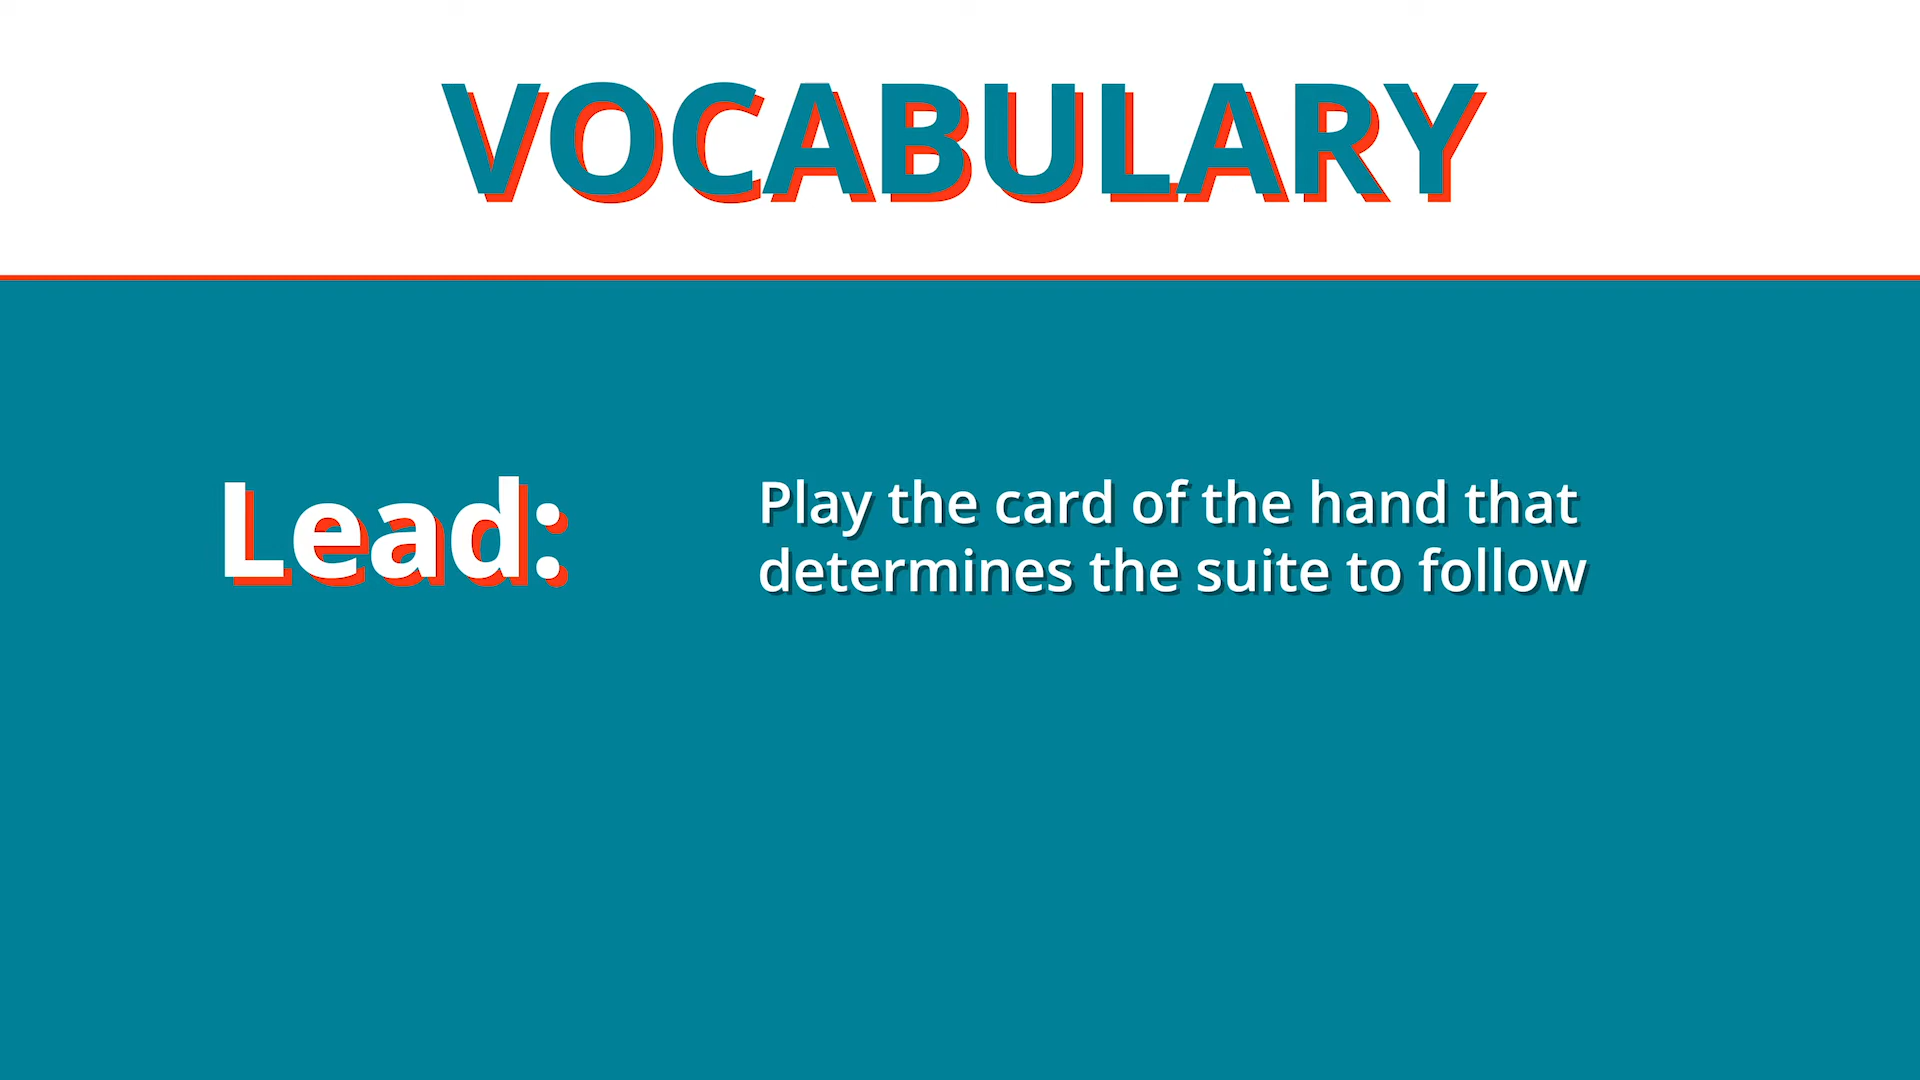 VOCABULARY
Lead:
Play the card of the hand that
determines the suite to follow